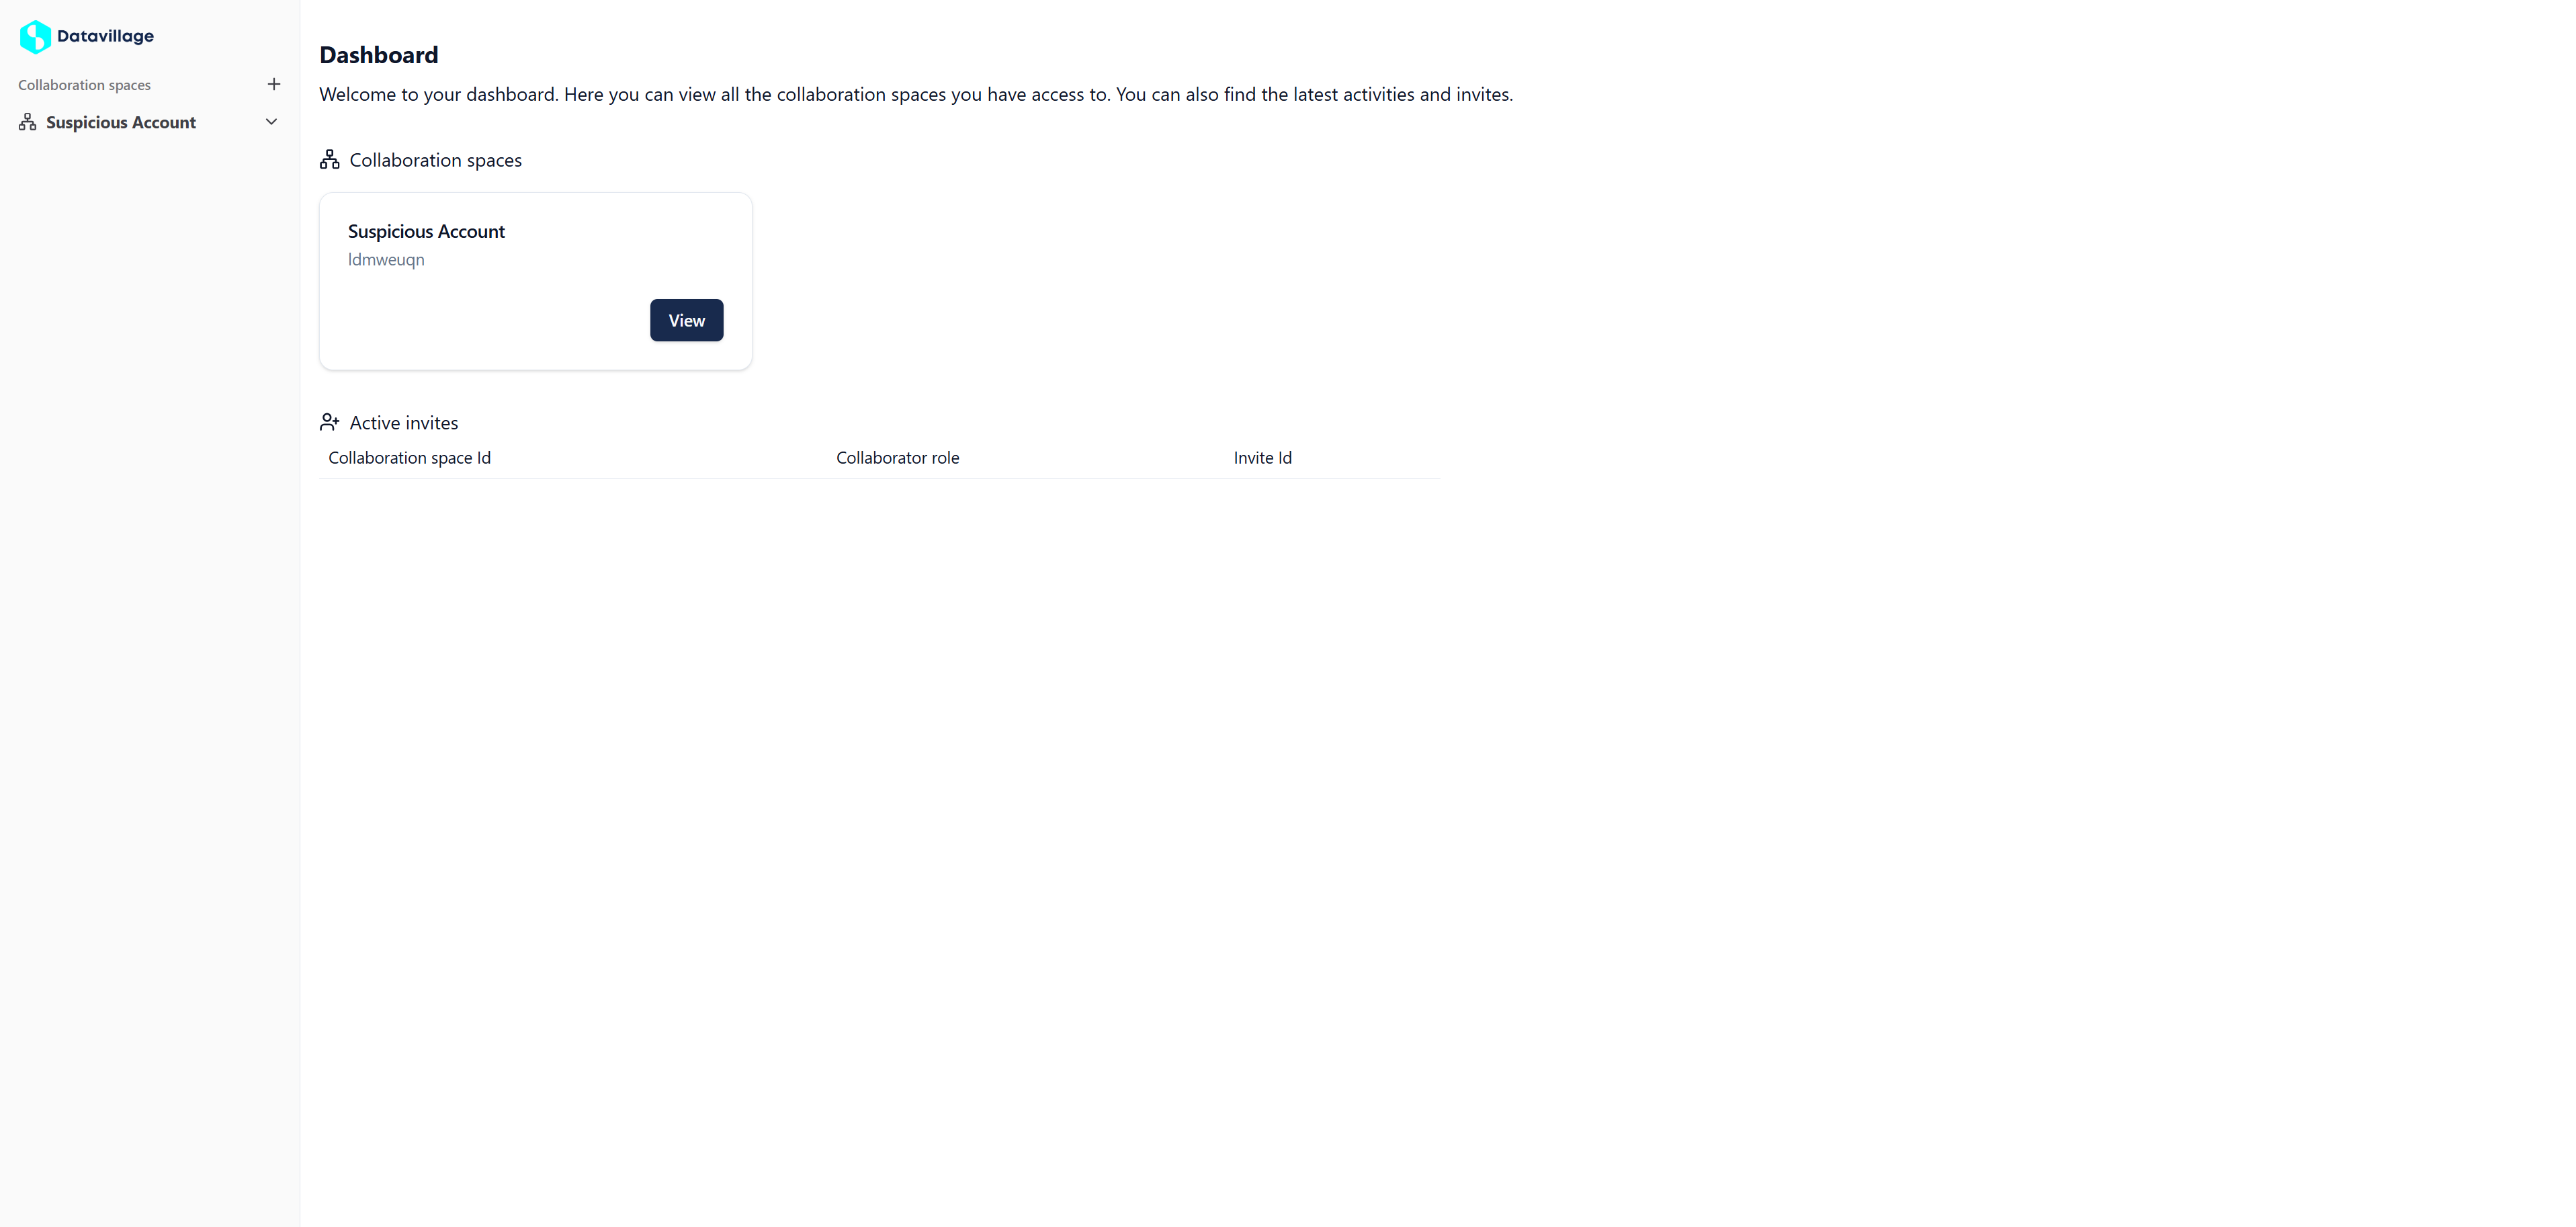 Datavillage
Collaboration spaces
Suspicious Account
Dashboard
Welcome to your dashboard. Here you can view all the collaboration spaces you have access to. You can also find the latest activities and invites.
Collaboration spaces
Suspicious Account
ldmweuqn
View
Active invites
Collaboration space Id Collaborator role Invite Id